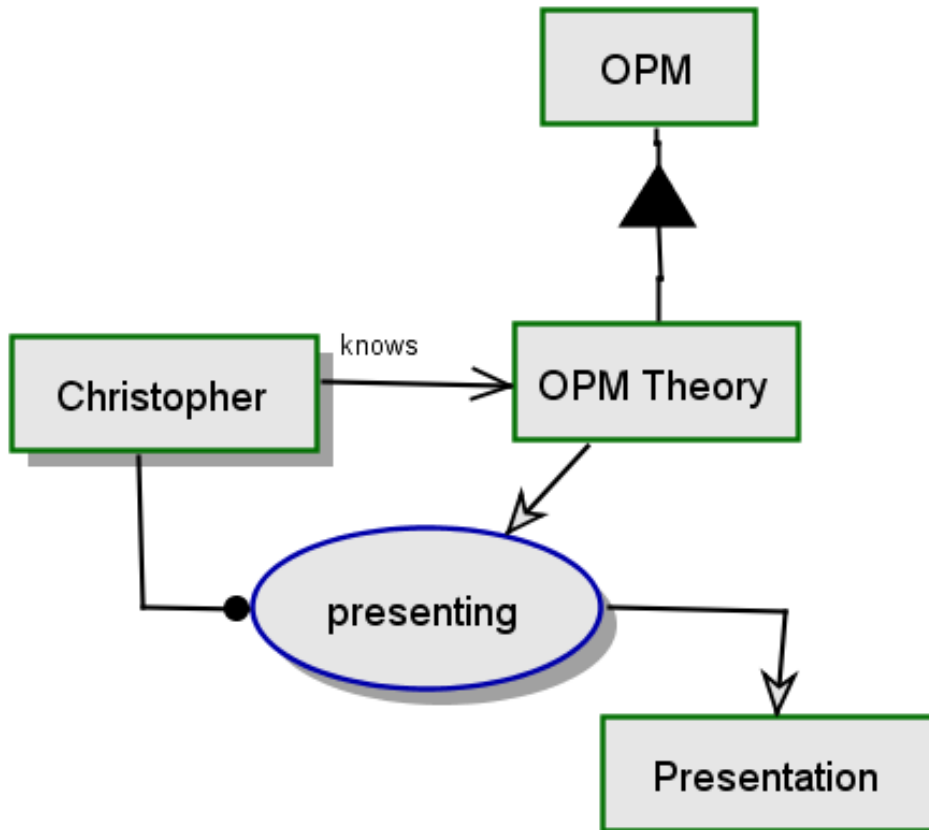 OPM
knows
Christopher
OPM Theory
presenting
Presentation